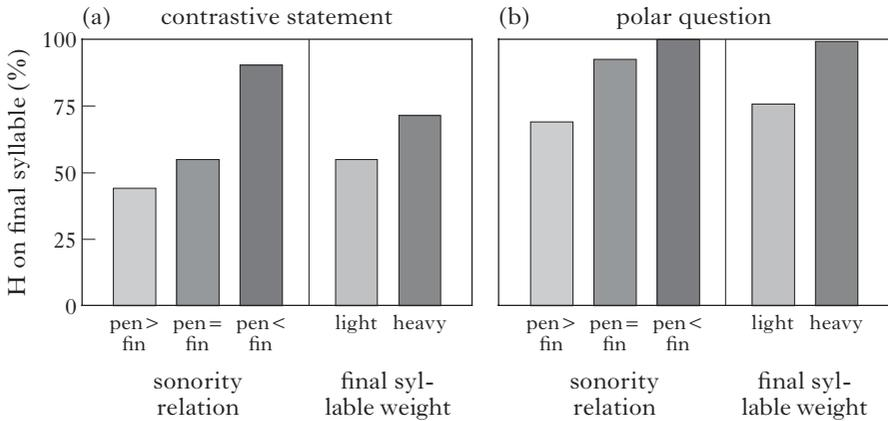 (a) contrastive statement
(b) polar question
H on final syllable (%)
100
75
50
25
0
pen> pen= pen< light heavy
fin fin fin
sonority final syl-
relation lable weight
pen> pen= pen< light heavy
fin fin fin
sonority final syl-
relation lable weight